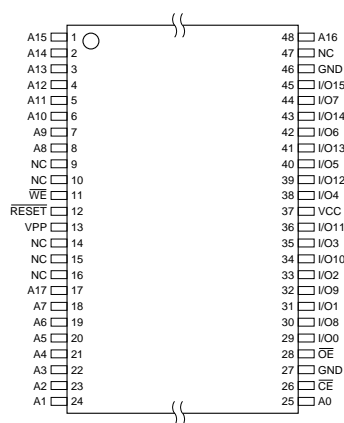 A15 1 48 A16
A14 2 47 NC
A13 3 46 GND
A12 4 45 I/O15
A11 5 44 I/O7
A10 6 43 I/O14
A9 7 42 I/O6
A8 8 41 I/O13
NC 9 40 I/O5
NC 10 39 I/O12
WE 11 38 I/O4
RESET 12 37 VCC
VPP 13 36 I/O11
NC 14 35 I/O3
NC 15 34 I/O10
NC 16 33 I/O2
A17 17 32 I/O9
A7 18 31 I/O1
A6 19 30 I/O8
A5 20 29 I/O0
A4 21 28 OE
A3 22 27 GND
A2 23 26 CE
A1 24 25 A0